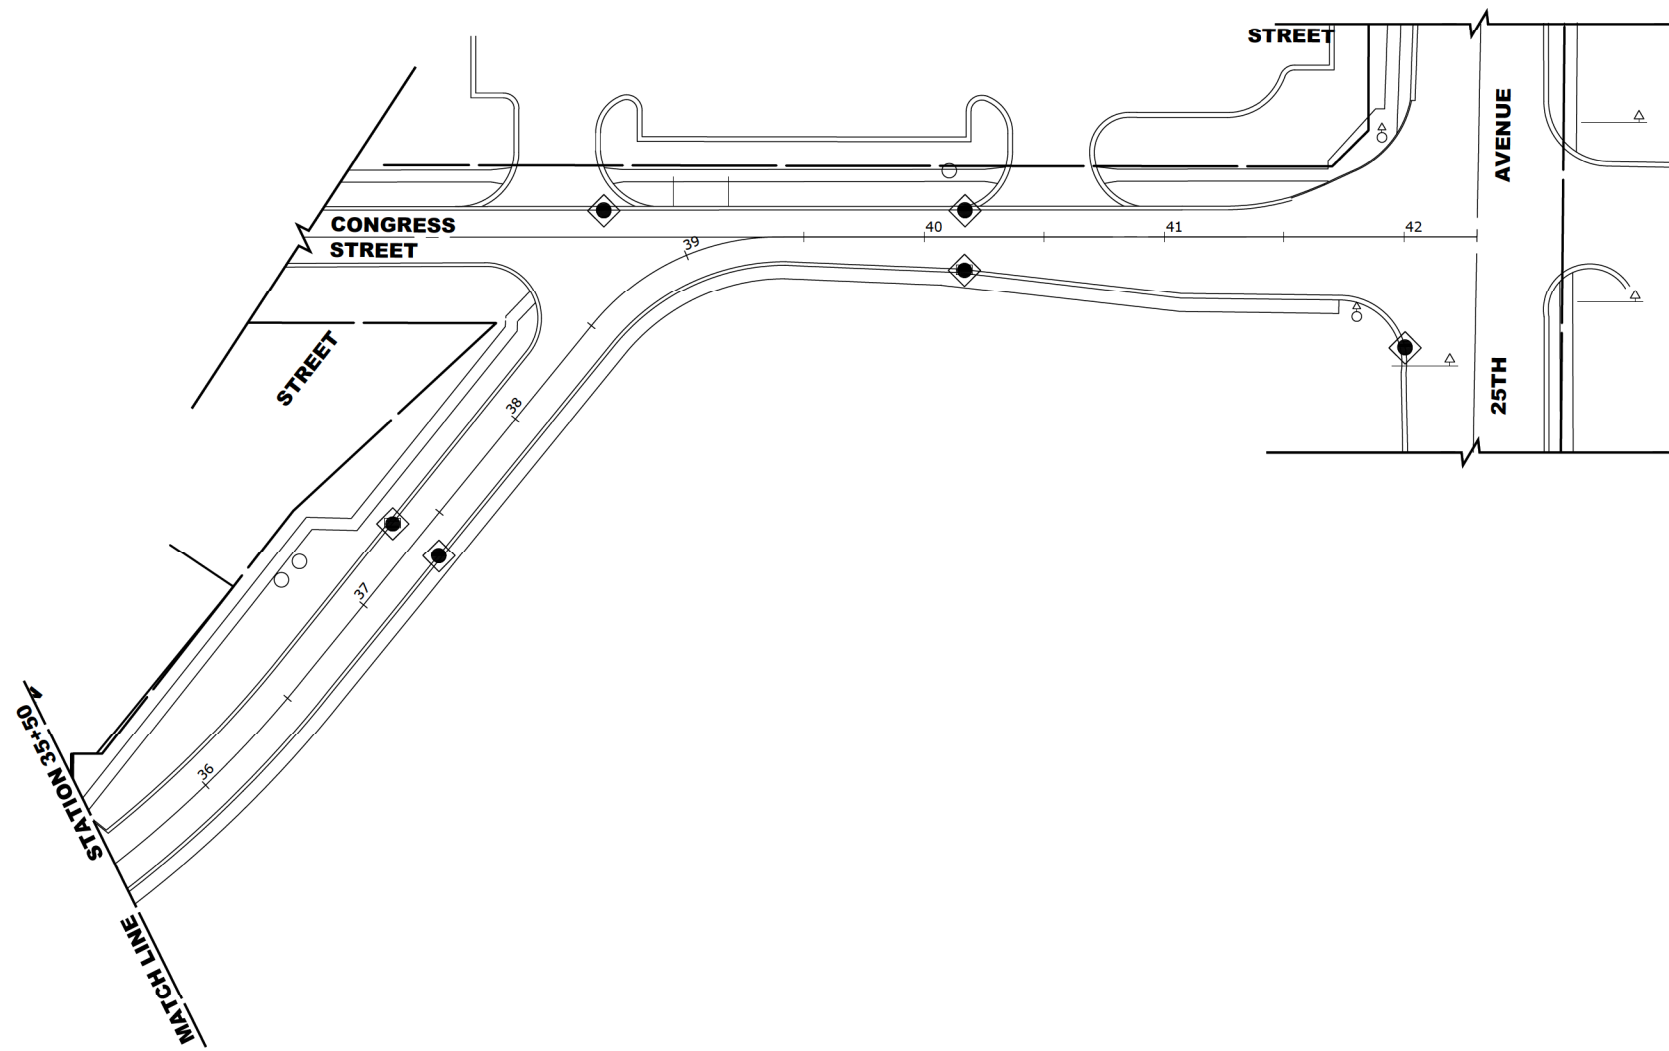 STREET
AVENUE
CONGRESS
STREET
39
40
41
42
STREET
25TH
38
37
36
STATION 35+50
MATCH LINE